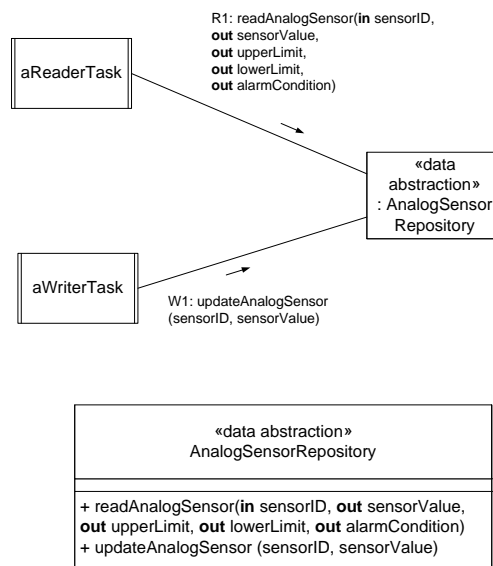 R1: readAnalogSensor(in sensorID,
out sensorValue,
out upperLimit,
out lowerLimit,
out alarmCondition)
aReaderTask
«data
abstraction»
: AnalogSensor
Repository
aWriterTask
W1: updateAnalogSensor
(sensorID, sensorValue)
«data abstraction»
AnalogSensorRepository
+ readAnalogSensor(in sensorID, out sensorValue,
out upperLimit, out lowerLimit, out alarmCondition)
+ updateAnalogSensor (sensorID, sensorValue)